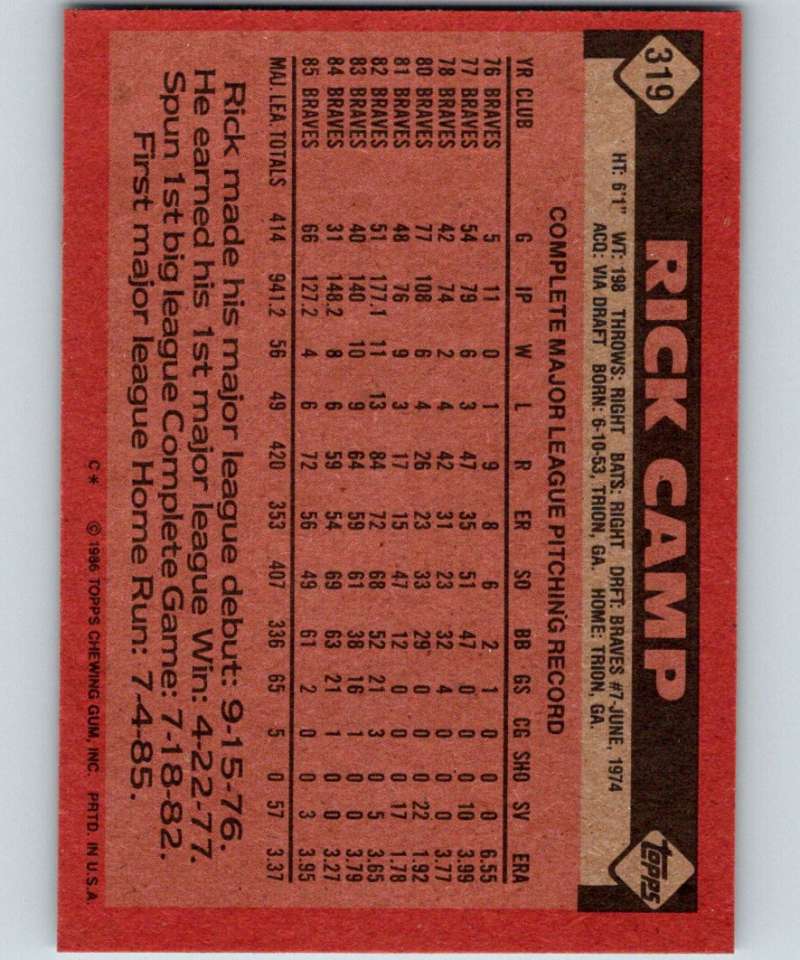 319
RICK CAMP
topps
HT: 6'1" WT: 198 THROWS: RIGHT BATS: RIGHT DRFT: BRAVES #7-JUNE, 1974
ACQ: VIA DRAFT BORN: 6-10-53, TRION, GA. HOME: TRION, GA.
COMPLETE MAJOR LEAGUE PITCHING RECORD
YR CLUB G IP W L R ER SO BB GS CG SHO SV ERA
76 BRAVES 5 11 0 1 9 8 6 2 1 0 0 0 6.55
77 BRAVES 54 79 6 3 47 35 51 47 0 0 0 10 3.99
78 BRAVES 42 74 2 4 42 31 23 32 4 0 0 0 3.77
80 BRAVES 77 108 6 4 26 23 33 29 0 0 0 22 1.92
81 BRAVES 48 76 9 3 17 15 47 12 0 0 0 17 1.78
82 BRAVES 51 177.1 11 13 84 72 68 52 21 3 0 5 3.65
83 BRAVES 40 140 10 9 64 59 61 38 16 1 0 0 3.79
84 BRAVES 31 148.2 8 6 59 54 69 63 21 1 0 0 3.27
85 BRAVES 66 127.2 4 6 72 56 49 61 2 0 0 3 3.95
MAJ. LEA. TOTALS 414 941.2 56 49 420 353 407 336 65 5 0 57 3.37
Rick made his major league debut: 9-15-76.
He earned his 1st major league Win: 4-22-77.
Spun 1st big league Complete Game: 7-18-82.
First major league Home Run: 7-4-85.
C* © 1986 TOPPS CHEWING GUM, INC. PRTD. IN U.S.A.